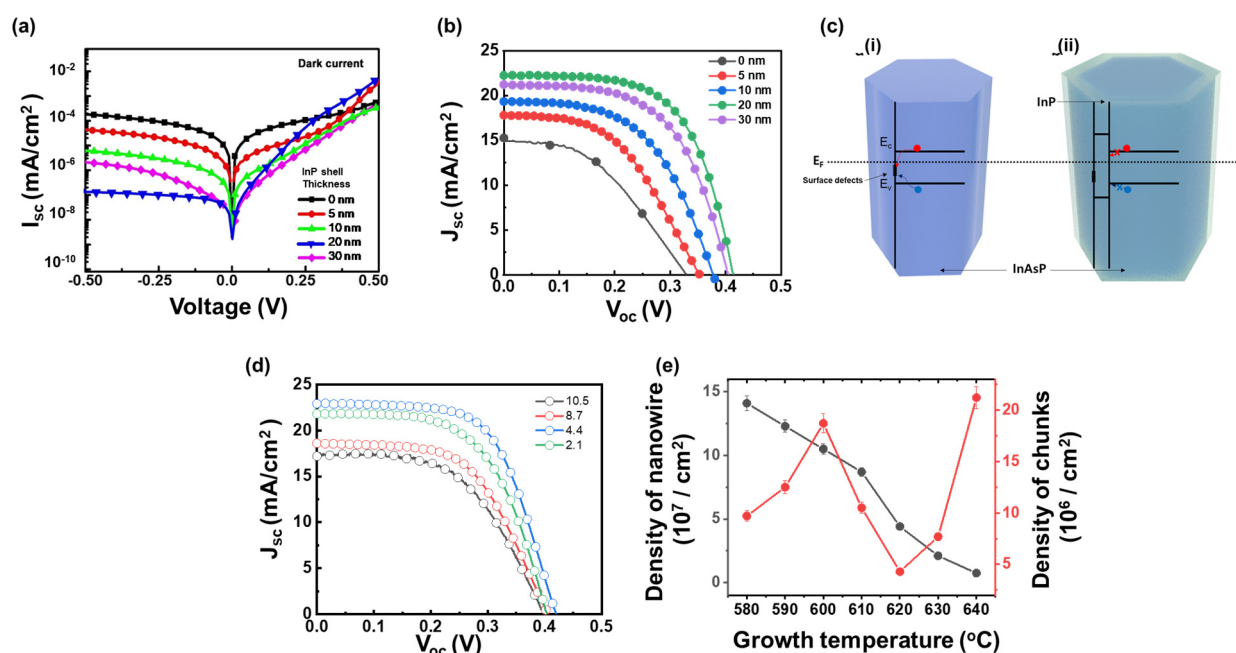 (a)
I_sc (mA/cm²)
10⁻²
10⁻⁴
10⁻⁶
10⁻⁸
10⁻¹⁰
Dark current
InP shell
Thickness
0 nm
5 nm
10 nm
20 nm
30 nm
-0.50 -0.25 0.0 0.25 0.50
Voltage (V)
(b)
J_sc (mA/cm²)
25
20
15
10
5
0
0 nm
5 nm
10 nm
20 nm
30 nm
0.0 0.1 0.2 0.3 0.4 0.5
V_oc (V)
(c)
(i)
(ii)
InP
E_c
E_F
Surface defects
E_v
InAsP
(d)
J_sc (mA/cm²)
25
20
15
10
5
0
10.5
8.7
4.4
2.1
0.0 0.1 0.2 0.3 0.4 0.5
V_oc (V)
(e)
Density of nanowire
(10⁷ / cm²)
15
10
5
0
20
15
10
5
Density of chunks
(10⁶ / cm²)
580 590 600 610 620 630 640
Growth temperature (°C)